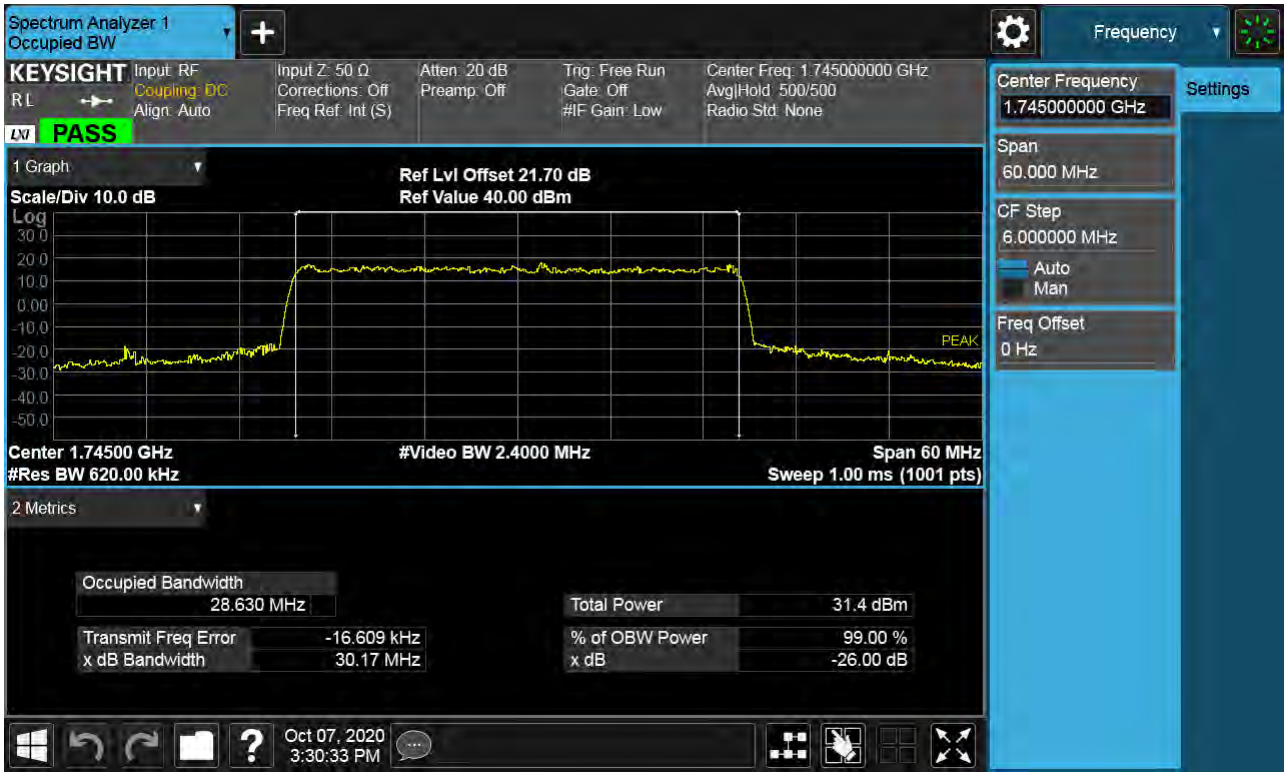 Spectrum Analyzer 1
Occupied BW
+
Frequency
KEYSIGHT
RL
LXI
PASS
Input: RF
Coupling: DC
Align: Auto
Input Z: 50 Ω
Corrections: Off
Freq Ref: Int (S)
Atten: 20 dB
Preamp: Off
Trig: Free Run
Gate: Off
#IF Gain: Low
Center Freq: 1.745000000 GHz
Avg|Hold: 500/500
Radio Std: None
Center Frequency
1.745000000 GHz
Settings
Span
60.000 MHz
CF Step
6.000000 MHz
Auto
Man
Freq Offset
0 Hz
1 Graph
Scale/Div 10.0 dB
Ref Lvl Offset 21.70 dB
Ref Value 40.00 dBm
Log
30.0
20.0
10.0
0.00
-10.0
-20.0
-30.0
-40.0
-50.0
PEAK
Center 1.74500 GHz
#Video BW 2.4000 MHz
Span 60 MHz
#Res BW 620.00 kHz
Sweep 1.00 ms (1001 pts)
2 Metrics
Occupied Bandwidth
28.630 MHz
Total Power 31.4 dBm
Transmit Freq Error -16.609 kHz
% of OBW Power 99.00 %
x dB Bandwidth 30.17 MHz
x dB -26.00 dB
?
Oct 07, 2020
3:30:33 PM